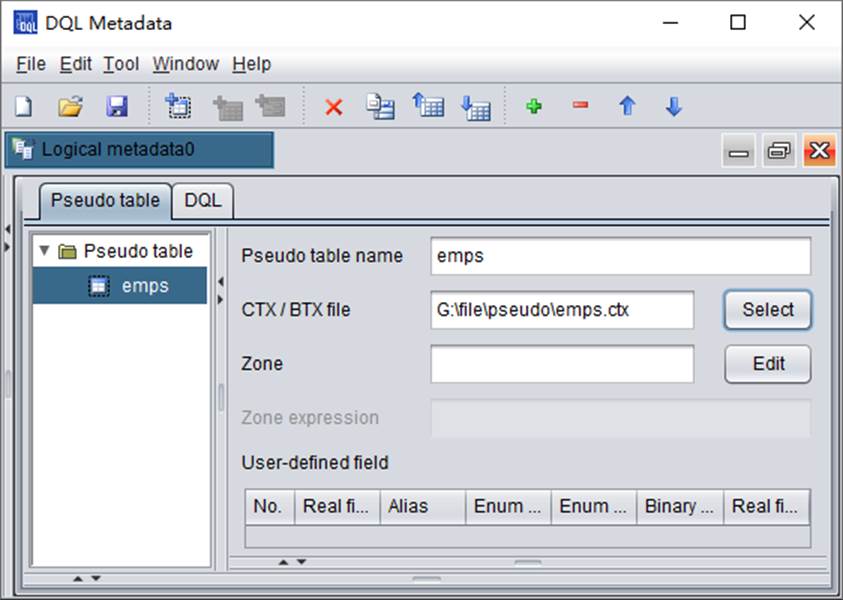 DQL Metadata
File Edit Tool Window Help
Logical metadata0
Pseudo table DQL
Pseudo table
emps
Pseudo table name emps
CTX / BTX file G:\file\pseudo\emps.ctx Select
Zone Edit
Zone expression
User-defined field
No. Real fi... Alias Enum ... Enum ... Binary ... Real fi...